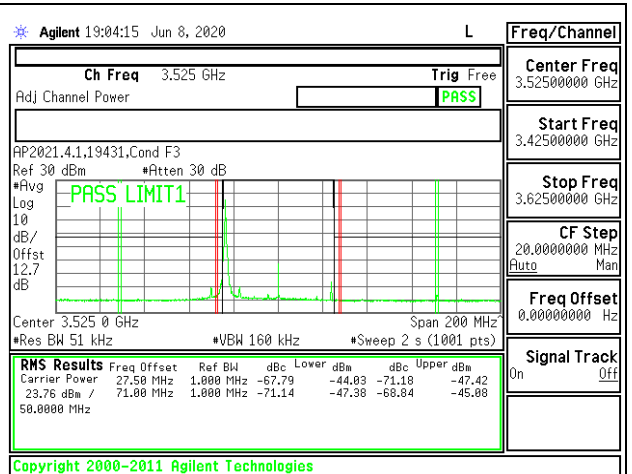 Agilent 19:04:15 Jun 8, 2020 L
Freq/Channel
Ch Freq 3.525 GHz Trig Free
Adj Channel Power PASS
Center Freq
3.52500000 GHz
Start Freq
3.42500000 GHz
Stop Freq
3.62500000 GHz
CF Step
20.0000000 MHz
Auto Man
Freq Offset
0.00000000 Hz
Signal Track
On Off
AP2021.4.1,19431,Cond F3
Ref 30 dBm #Atten 30 dB
#Avg
Log
10
dB/
Offst
12.7
dB
PASS LIMIT1
Center 3.525 0 GHz Span 200 MHz^
#Res BW 51 kHz #VBW 160 kHz #Sweep 2 s (1001 pts)
RMS Results Freq Offset Ref BW dBc Lower dBm dBc Upper dBm
Carrier Power 27.50 MHz 1.000 MHz -67.79 -44.03 -71.18 -47.42
23.76 dBm / 71.00 MHz 1.000 MHz -71.14 -47.38 -68.84 -45.08
50.0000 MHz
Copyright 2000-2011 Agilent Technologies